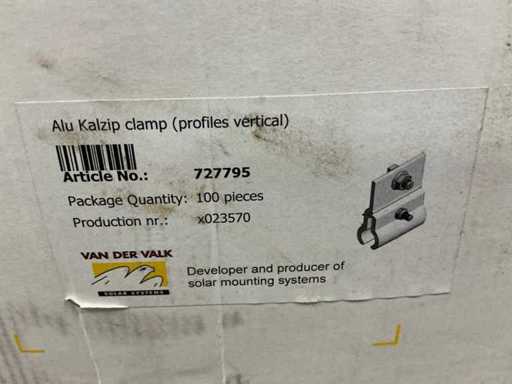 Alu Kalzip clamp (profiles vertical)
Article No.: 727795
Package Quantity: 100 pieces
Production nr.: x023570
VAN DER VALK
SOLAR SYSTEMS
Developer and producer of
solar mounting systems